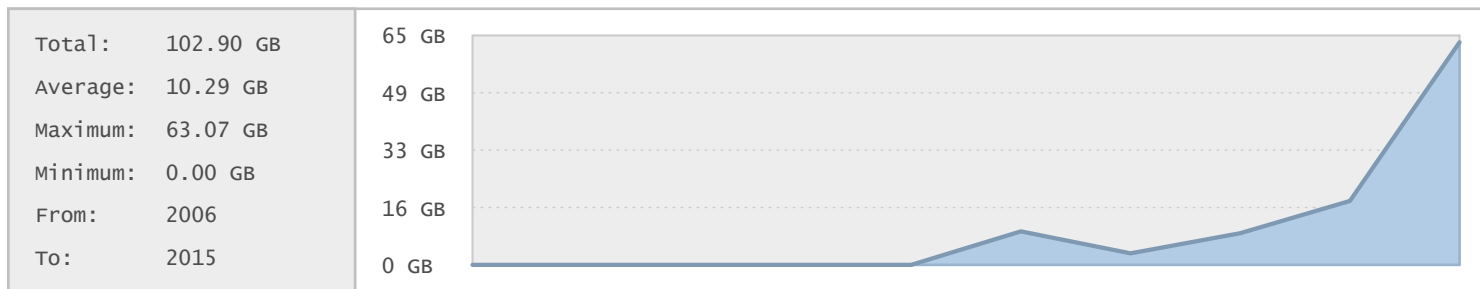 Total: 102.90 GB
Average: 10.29 GB
Maximum: 63.07 GB
Minimum: 0.00 GB
From: 2006
To: 2015
65 GB
49 GB
33 GB
16 GB
0 GB